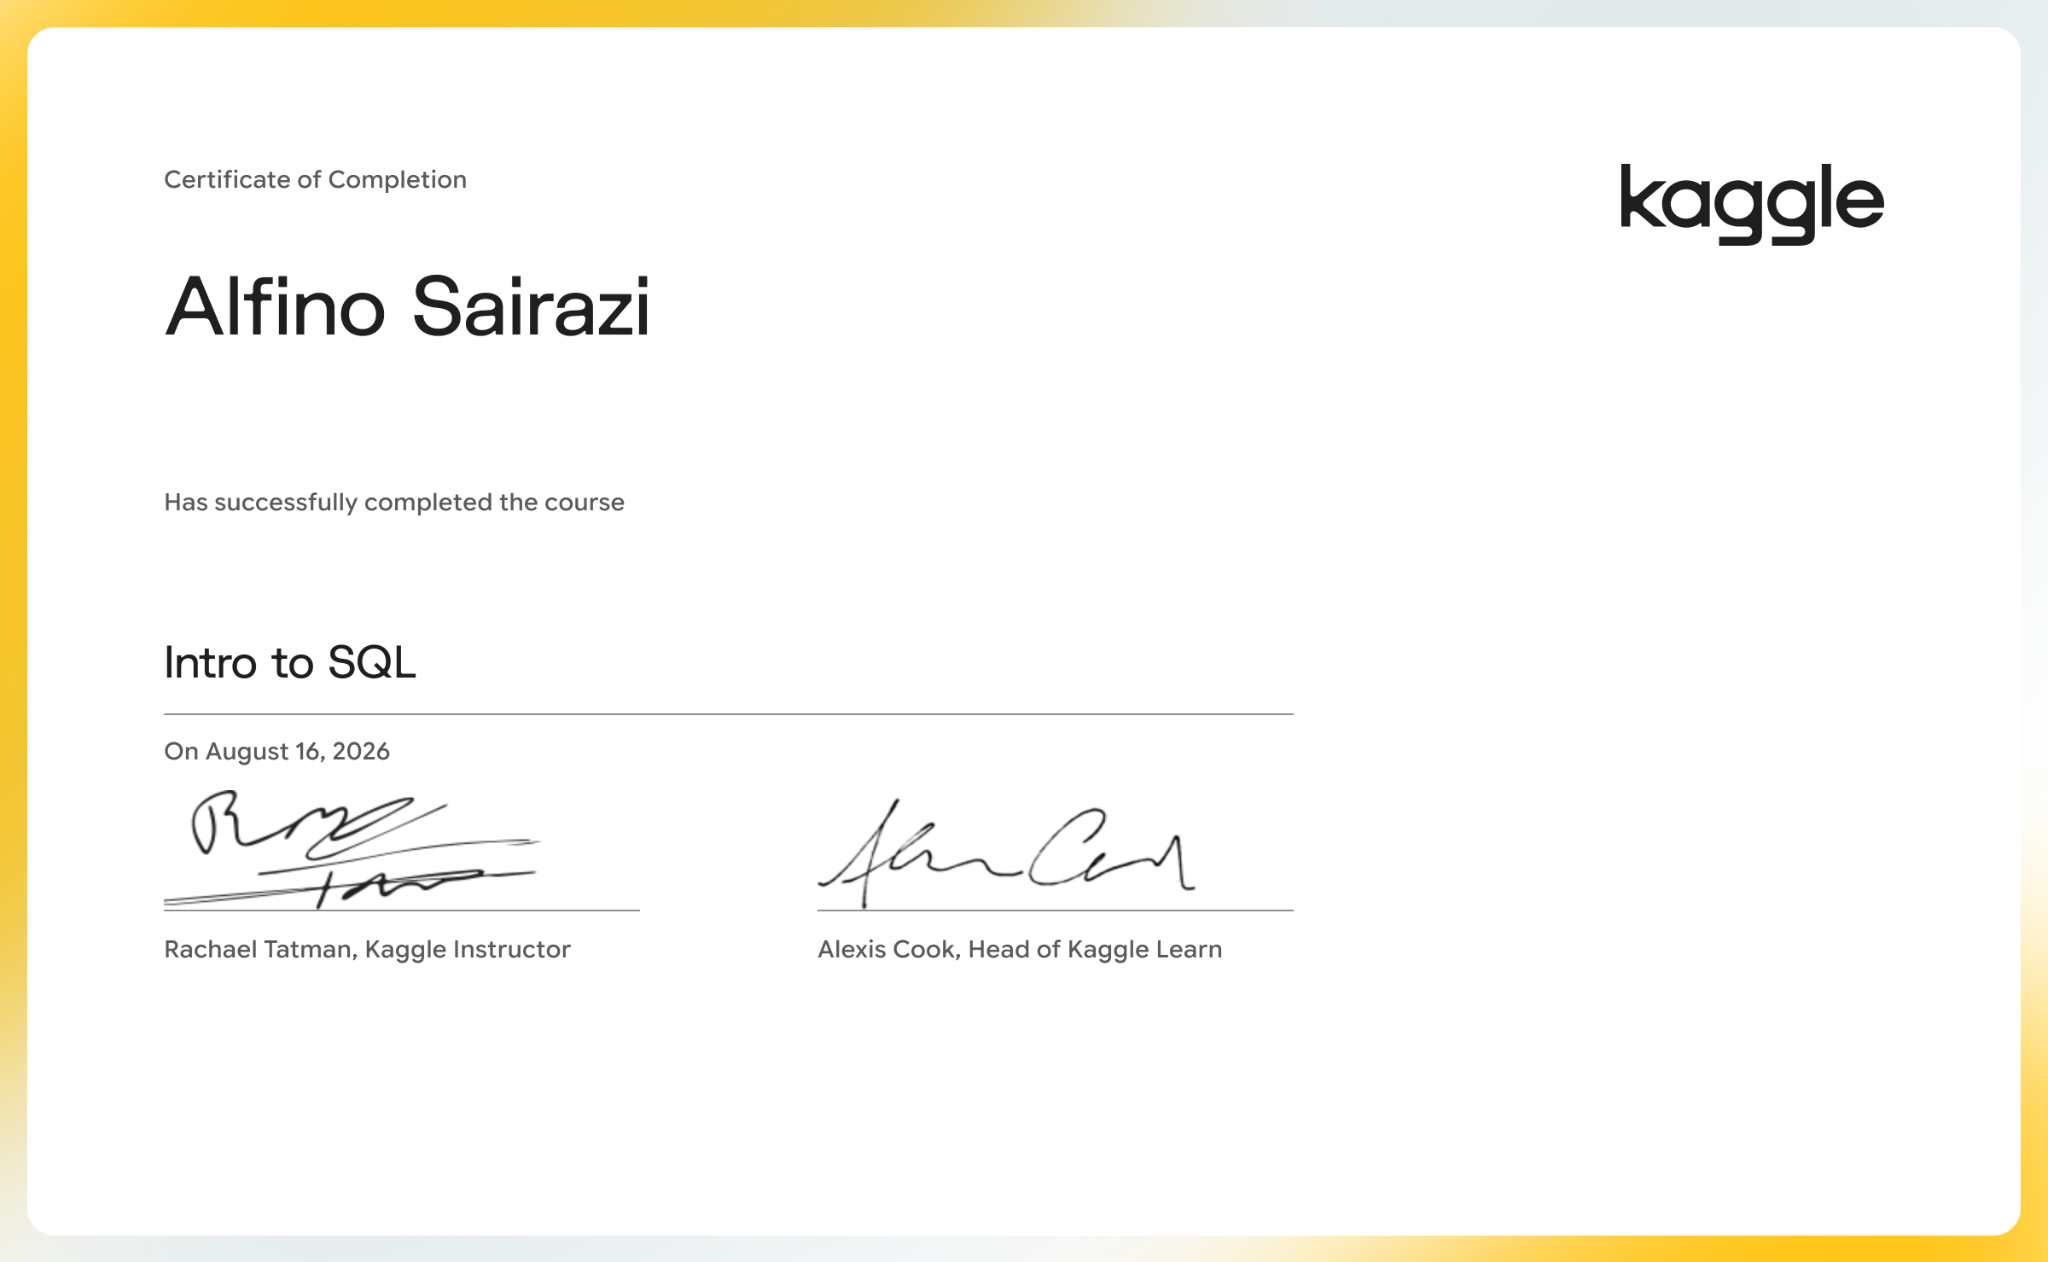 Certificate of Completion
kaggle
Alfino Sairazi
Has successfully completed the course
Intro to SQL
On August 16, 2026
Rachael Tatman, Kaggle Instructor
Alexis Cook, Head of Kaggle Learn